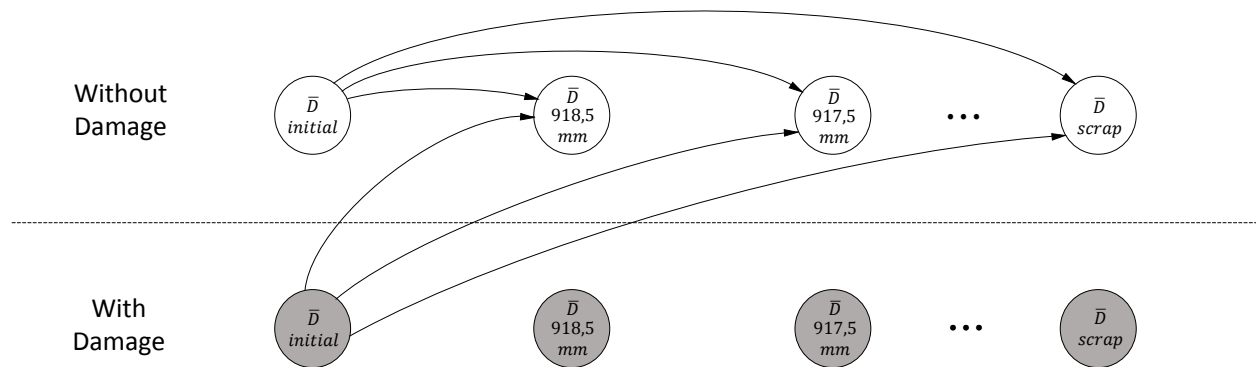 Without
Damage
D̅
initial
D̅
918,5
mm
D̅
917,5
mm
•••
D̅
scrap
With
Damage
D̅
initial
D̅
918,5
mm
D̅
917,5
mm
•••
D̅
scrap